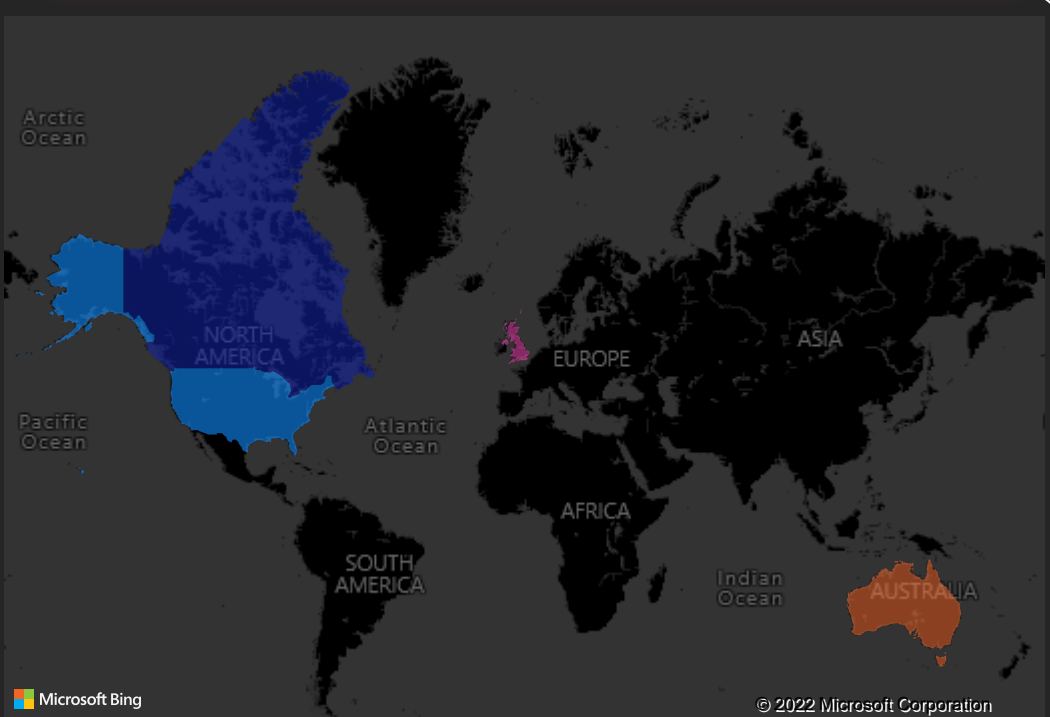 Arctic
Ocean
NORTH
AMERICA
EUROPE
ASIA
Pacific
Ocean
Atlantic
Ocean
AFRICA
SOUTH
AMERICA
Indian
Ocean
AUSTRALIA
Microsoft Bing
© 2022 Microsoft Corporation